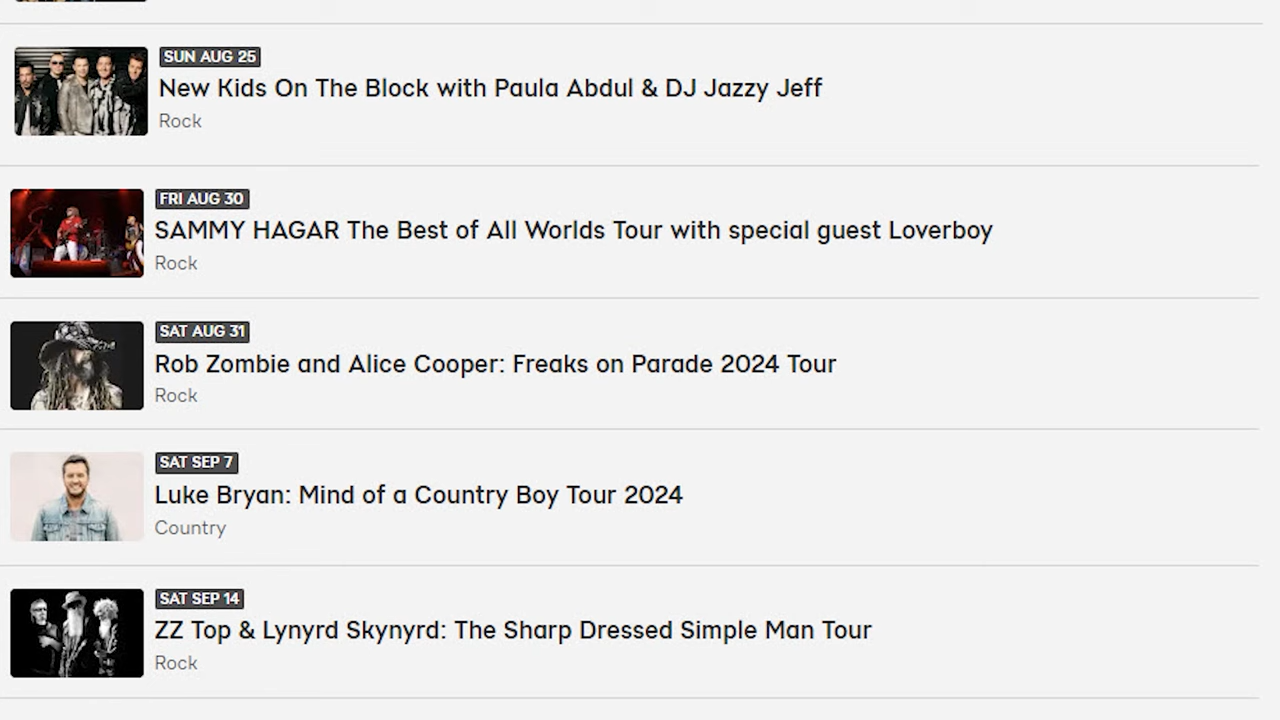 SUN AUG 25
New Kids On The Block with Paula Abdul & DJ Jazzy Jeff
Rock
FRI AUG 30
SAMMY HAGAR The Best of All Worlds Tour with special guest Loverboy
Rock
SAT AUG 31
Rob Zombie and Alice Cooper: Freaks on Parade 2024 Tour
Rock
SAT SEP 7
Luke Bryan: Mind of a Country Boy Tour 2024
Country
SAT SEP 14
ZZ Top & Lynyrd Skynyrd: The Sharp Dressed Simple Man Tour
Rock